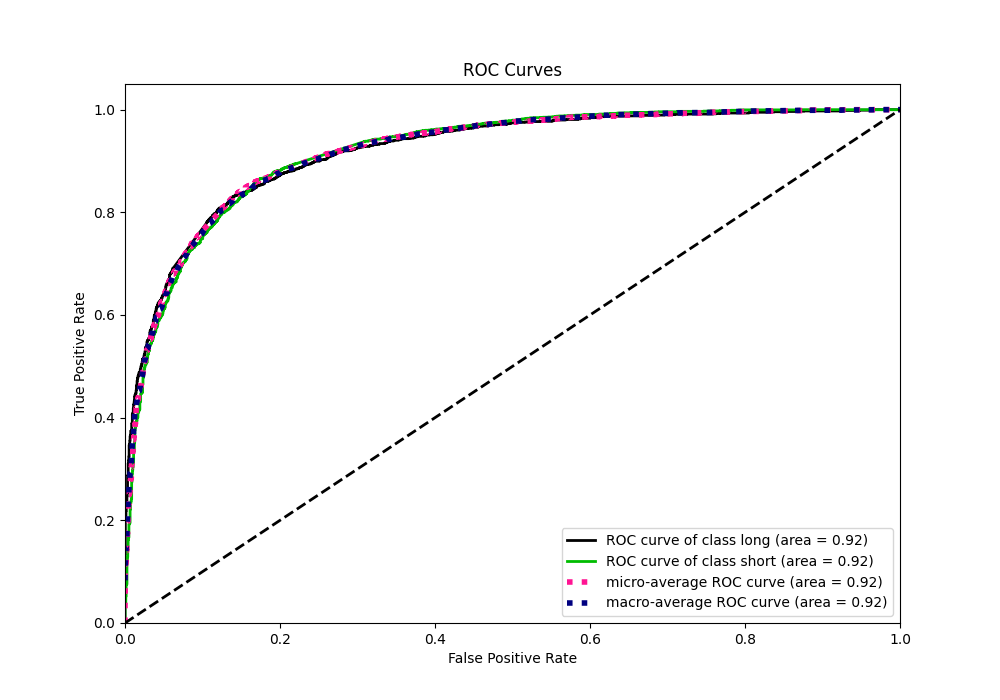 ROC Curves
True Positive Rate
1.0
0.8
0.6
0.4
0.2
0.0
0.0 0.2 0.4 0.6 0.8 1.0
False Positive Rate
ROC curve of class long (area = 0.92)
ROC curve of class short (area = 0.92)
micro-average ROC curve (area = 0.92)
macro-average ROC curve (area = 0.92)